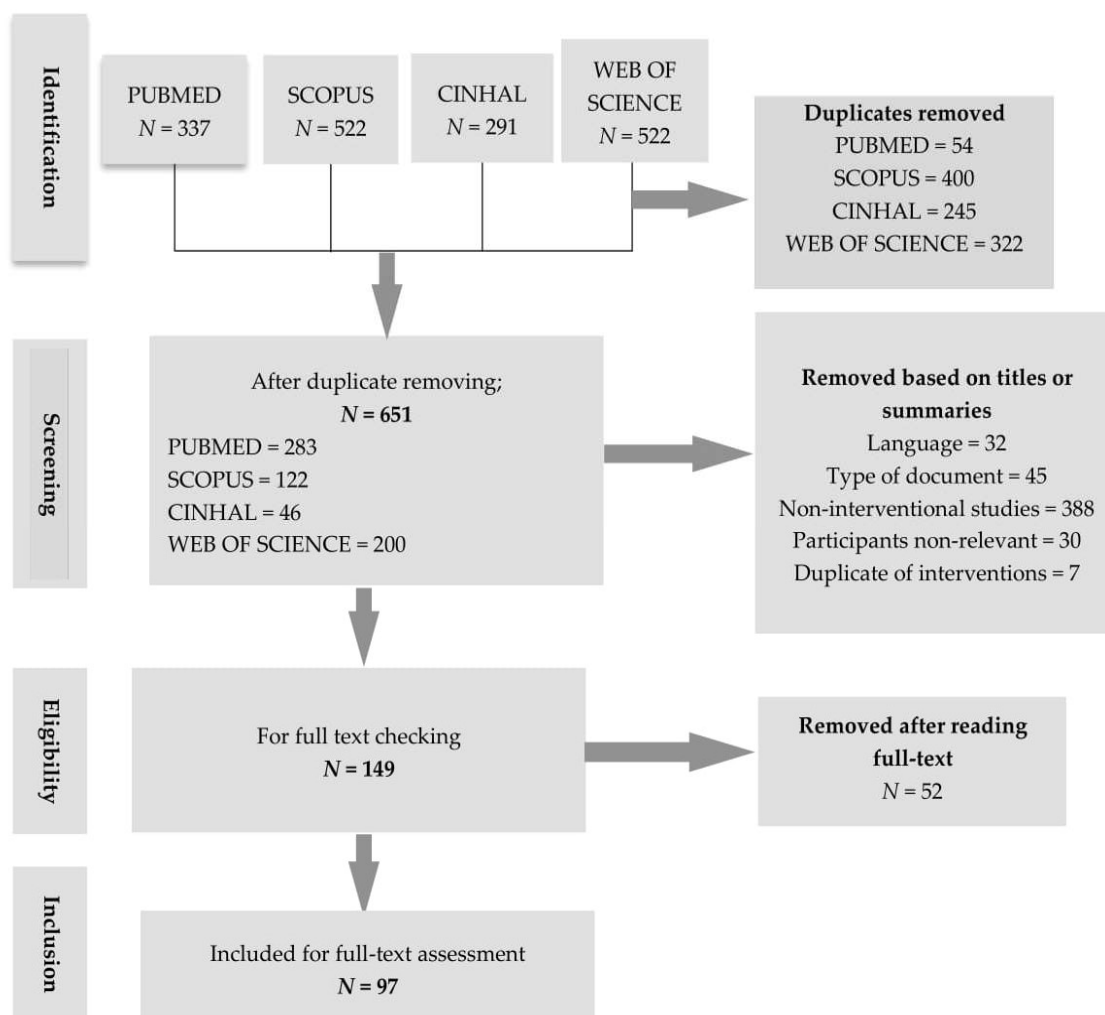 Identification
PUBMED
N = 337
SCOPUS
N = 522
CINHAL
N = 291
WEB OF
SCIENCE
N = 522
Duplicates removed
PUBMED = 54
SCOPUS = 400
CINHAL = 245
WEB OF SCIENCE = 322
Screening
After duplicate removing;
N = 651
PUBMED = 283
SCOPUS = 122
CINHAL = 46
WEB OF SCIENCE = 200
Removed based on titles or
summaries
Language = 32
Type of document = 45
Non-interventional studies = 388
Participants non-relevant = 30
Duplicate of interventions = 7
Eligibility
For full text checking
N = 149
Removed after reading
full-text
N = 52
Inclusion
Included for full-text assessment
N = 97